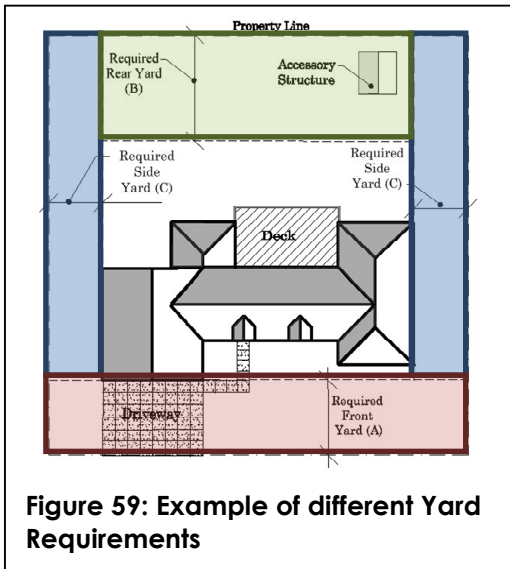 Property Line
Required
Rear Yard
(B)
Accessory
Structure
Required
Side
Yard (C)
Required
Side
Yard (C)
Deck
Driveway
Required
Front
Yard (A)
Figure 59: Example of different Yard
Requirements